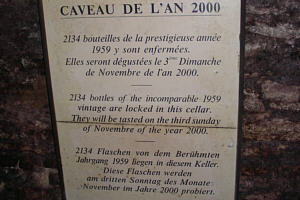 CAVEAU DE L'AN 2000
2134 bouteilles de la prestigieuse année
1959 y sont enfermées.
Elles seront dégustées le 3ème Dimanche
de Novembre de l'an 2000.
2134 bottles of the incomparable 1959
vintage are locked in this cellar.
They will be tasted on the third sunday
of Novembre of the year 2000.
2134 Flaschen von dem Berühmten
Jahrgang 1959 liegen in diesem Keller.
Diese Flaschen werden
am dritten Sonntag des Monats
November im Jahre 2000 probiert.